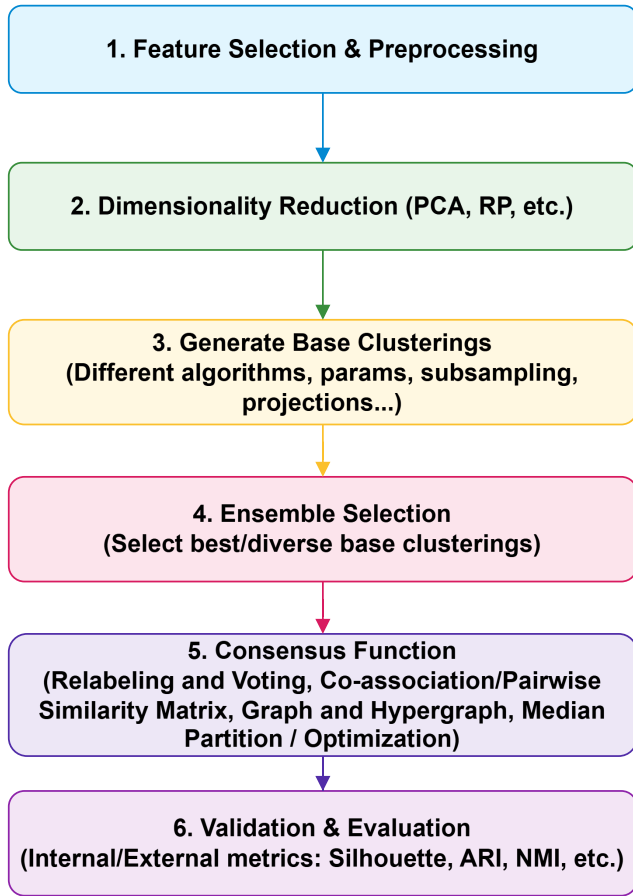 1. Feature Selection & Preprocessing
2. Dimensionality Reduction (PCA, RP, etc.)
3. Generate Base Clusterings
(Different algorithms, params, subsampling,
projections...)
4. Ensemble Selection
(Select best/diverse base clusterings)
5. Consensus Function
(Relabeling and Voting, Co-association/Pairwise
Similarity Matrix, Graph and Hypergraph, Median
Partition / Optimization)
6. Validation & Evaluation
(Internal/External metrics: Silhouette, ARI, NMI, etc.)